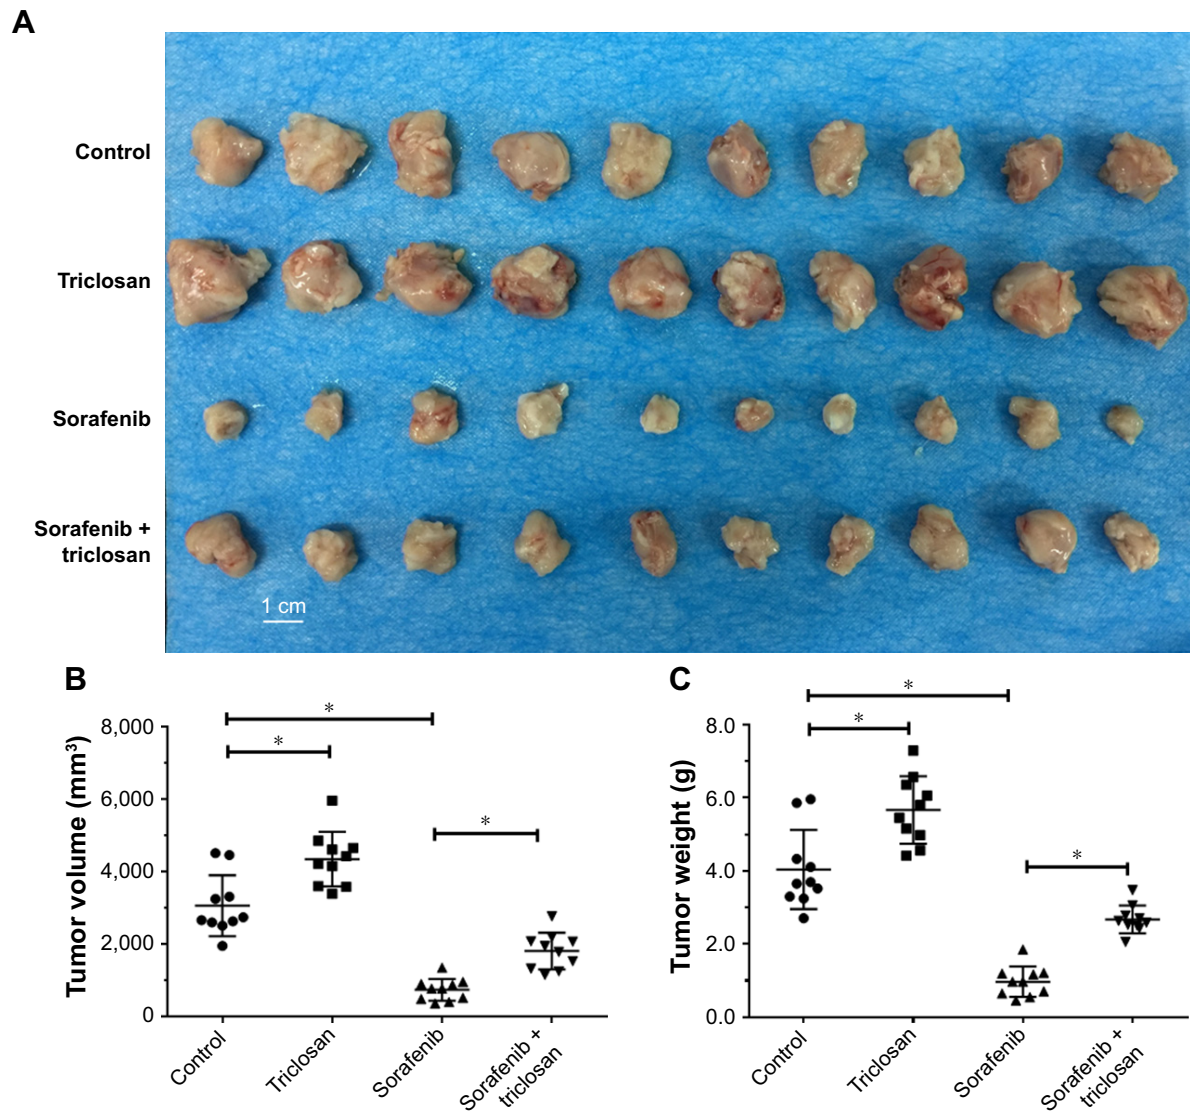 A
Control
Triclosan
Sorafenib
Sorafenib +
triclosan
1 cm
B
Tumor volume (mm³)
8,000
6,000
4,000
2,000
0
*
*
*
Control
Triclosan
Sorafenib
Sorafenib +
triclosan
C
Tumor weight (g)
8.0
6.0
4.0
2.0
0.0
*
*
*
Control
Triclosan
Sorafenib
Sorafenib +
triclosan